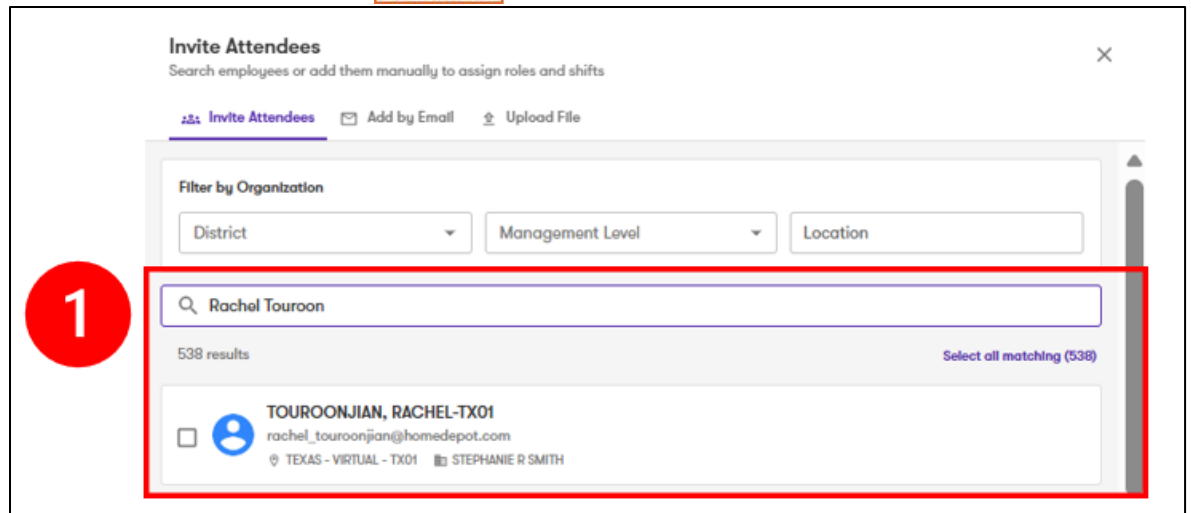 Invite Attendees
Search employees or add them manually to assign roles and shifts
Invite Attendees Add by Email Upload File
Filter by Organization
District Management Level Location
1
Rachel Touroon
538 results Select all matching (538)
TOUROONJIAN, RACHEL-TX01
rachel_touroonjian@homedepot.com
TEXAS - VIRTUAL - TX01 STEPHANIE R SMITH